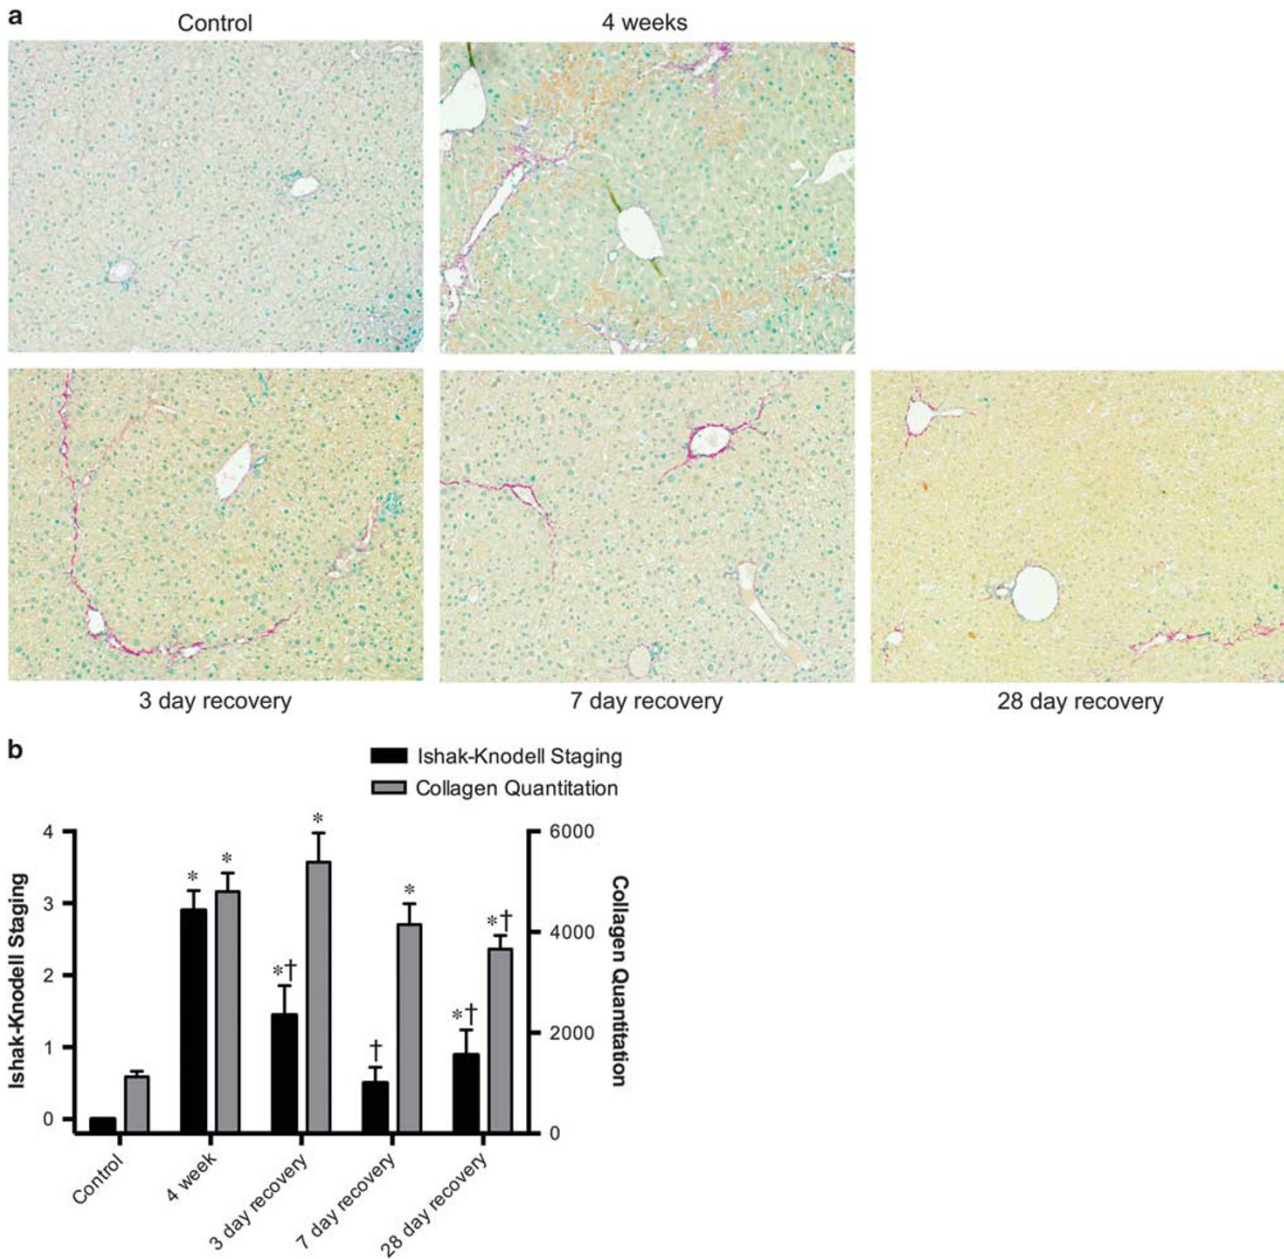 a
Control
4 weeks
3 day recovery
7 day recovery
28 day recovery
b
Ishak-Knodell Staging
Collagen Quantitation
Ishak-Knodell Staging
4
3
2
1
0
*
*
*†
*
†
*
*†
*†
6000
4000
2000
0
Collagen Quantitation
Control
4 week
3 day recovery
7 day recovery
28 day recovery